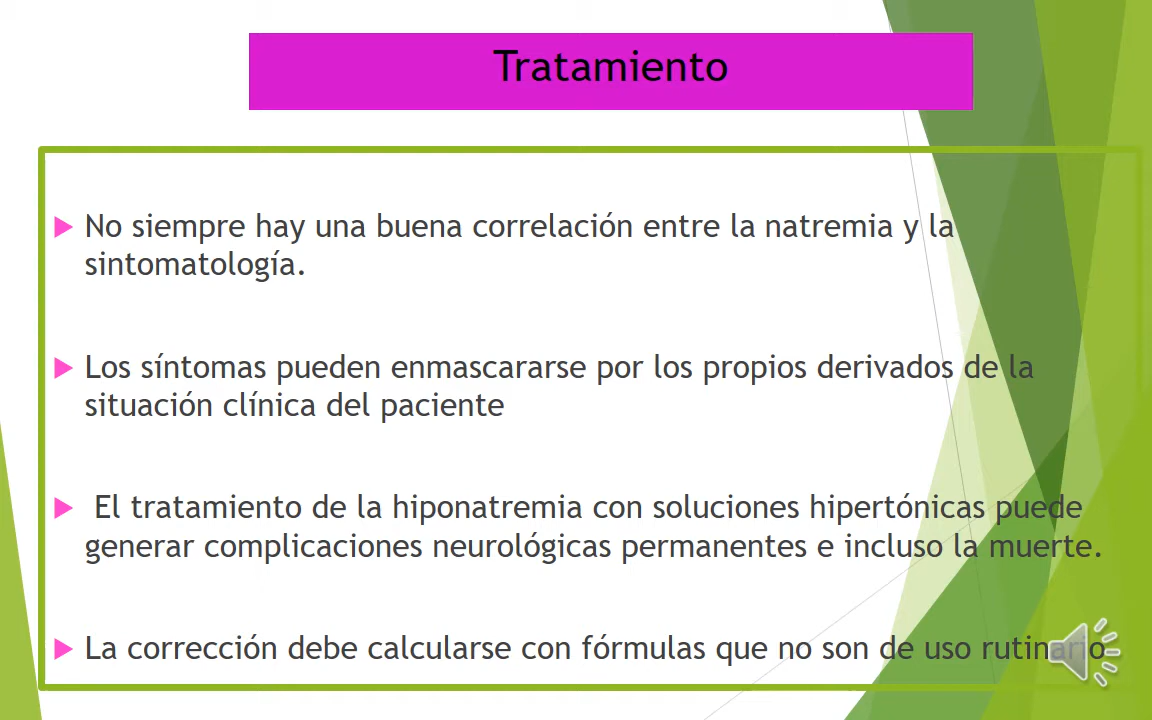 Tratamiento
No siempre hay una buena correlación entre la natremia y la
sintomatología.
Los síntomas pueden enmascararse por los propios derivados de la
situación clínica del paciente
El tratamiento de la hiponatremia con soluciones hipertónicas puede
generar complicaciones neurológicas permanentes e incluso la muerte.
La corrección debe calcularse con fórmulas que no son de uso rutinario